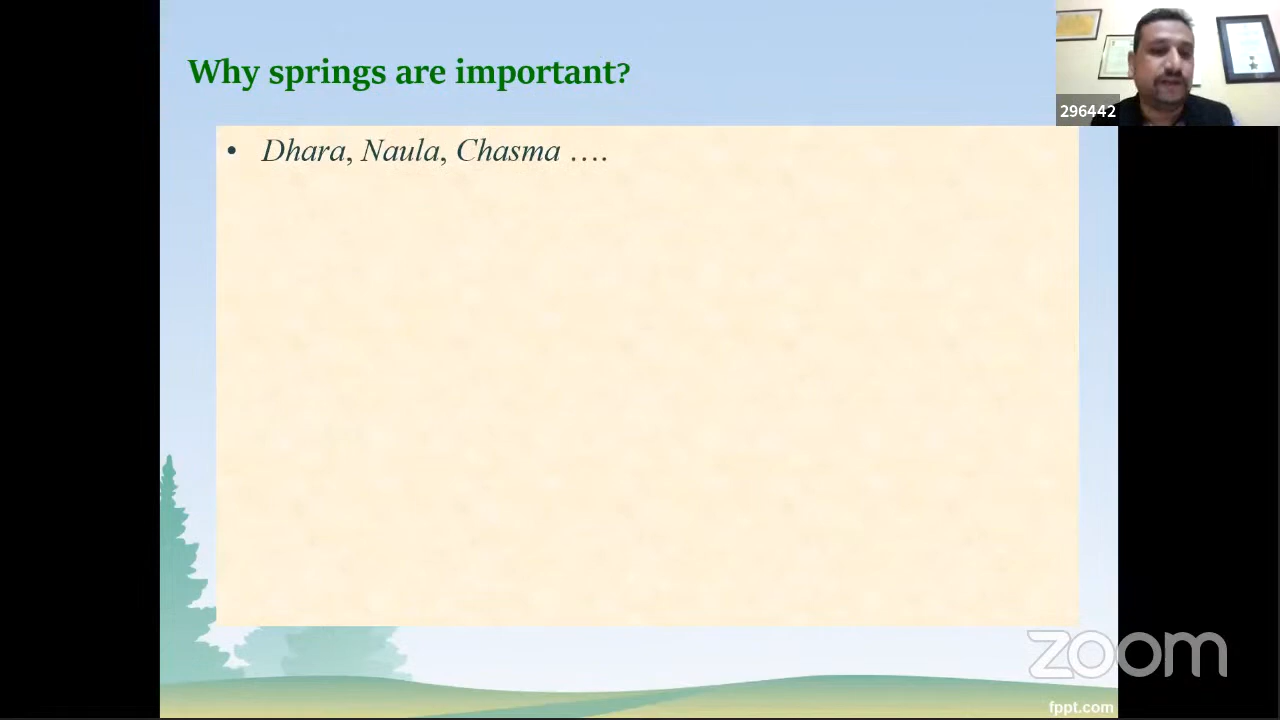 Why springs are important?
296442
• Dhara, Naula, Chasma ….
zoom
fppt.com